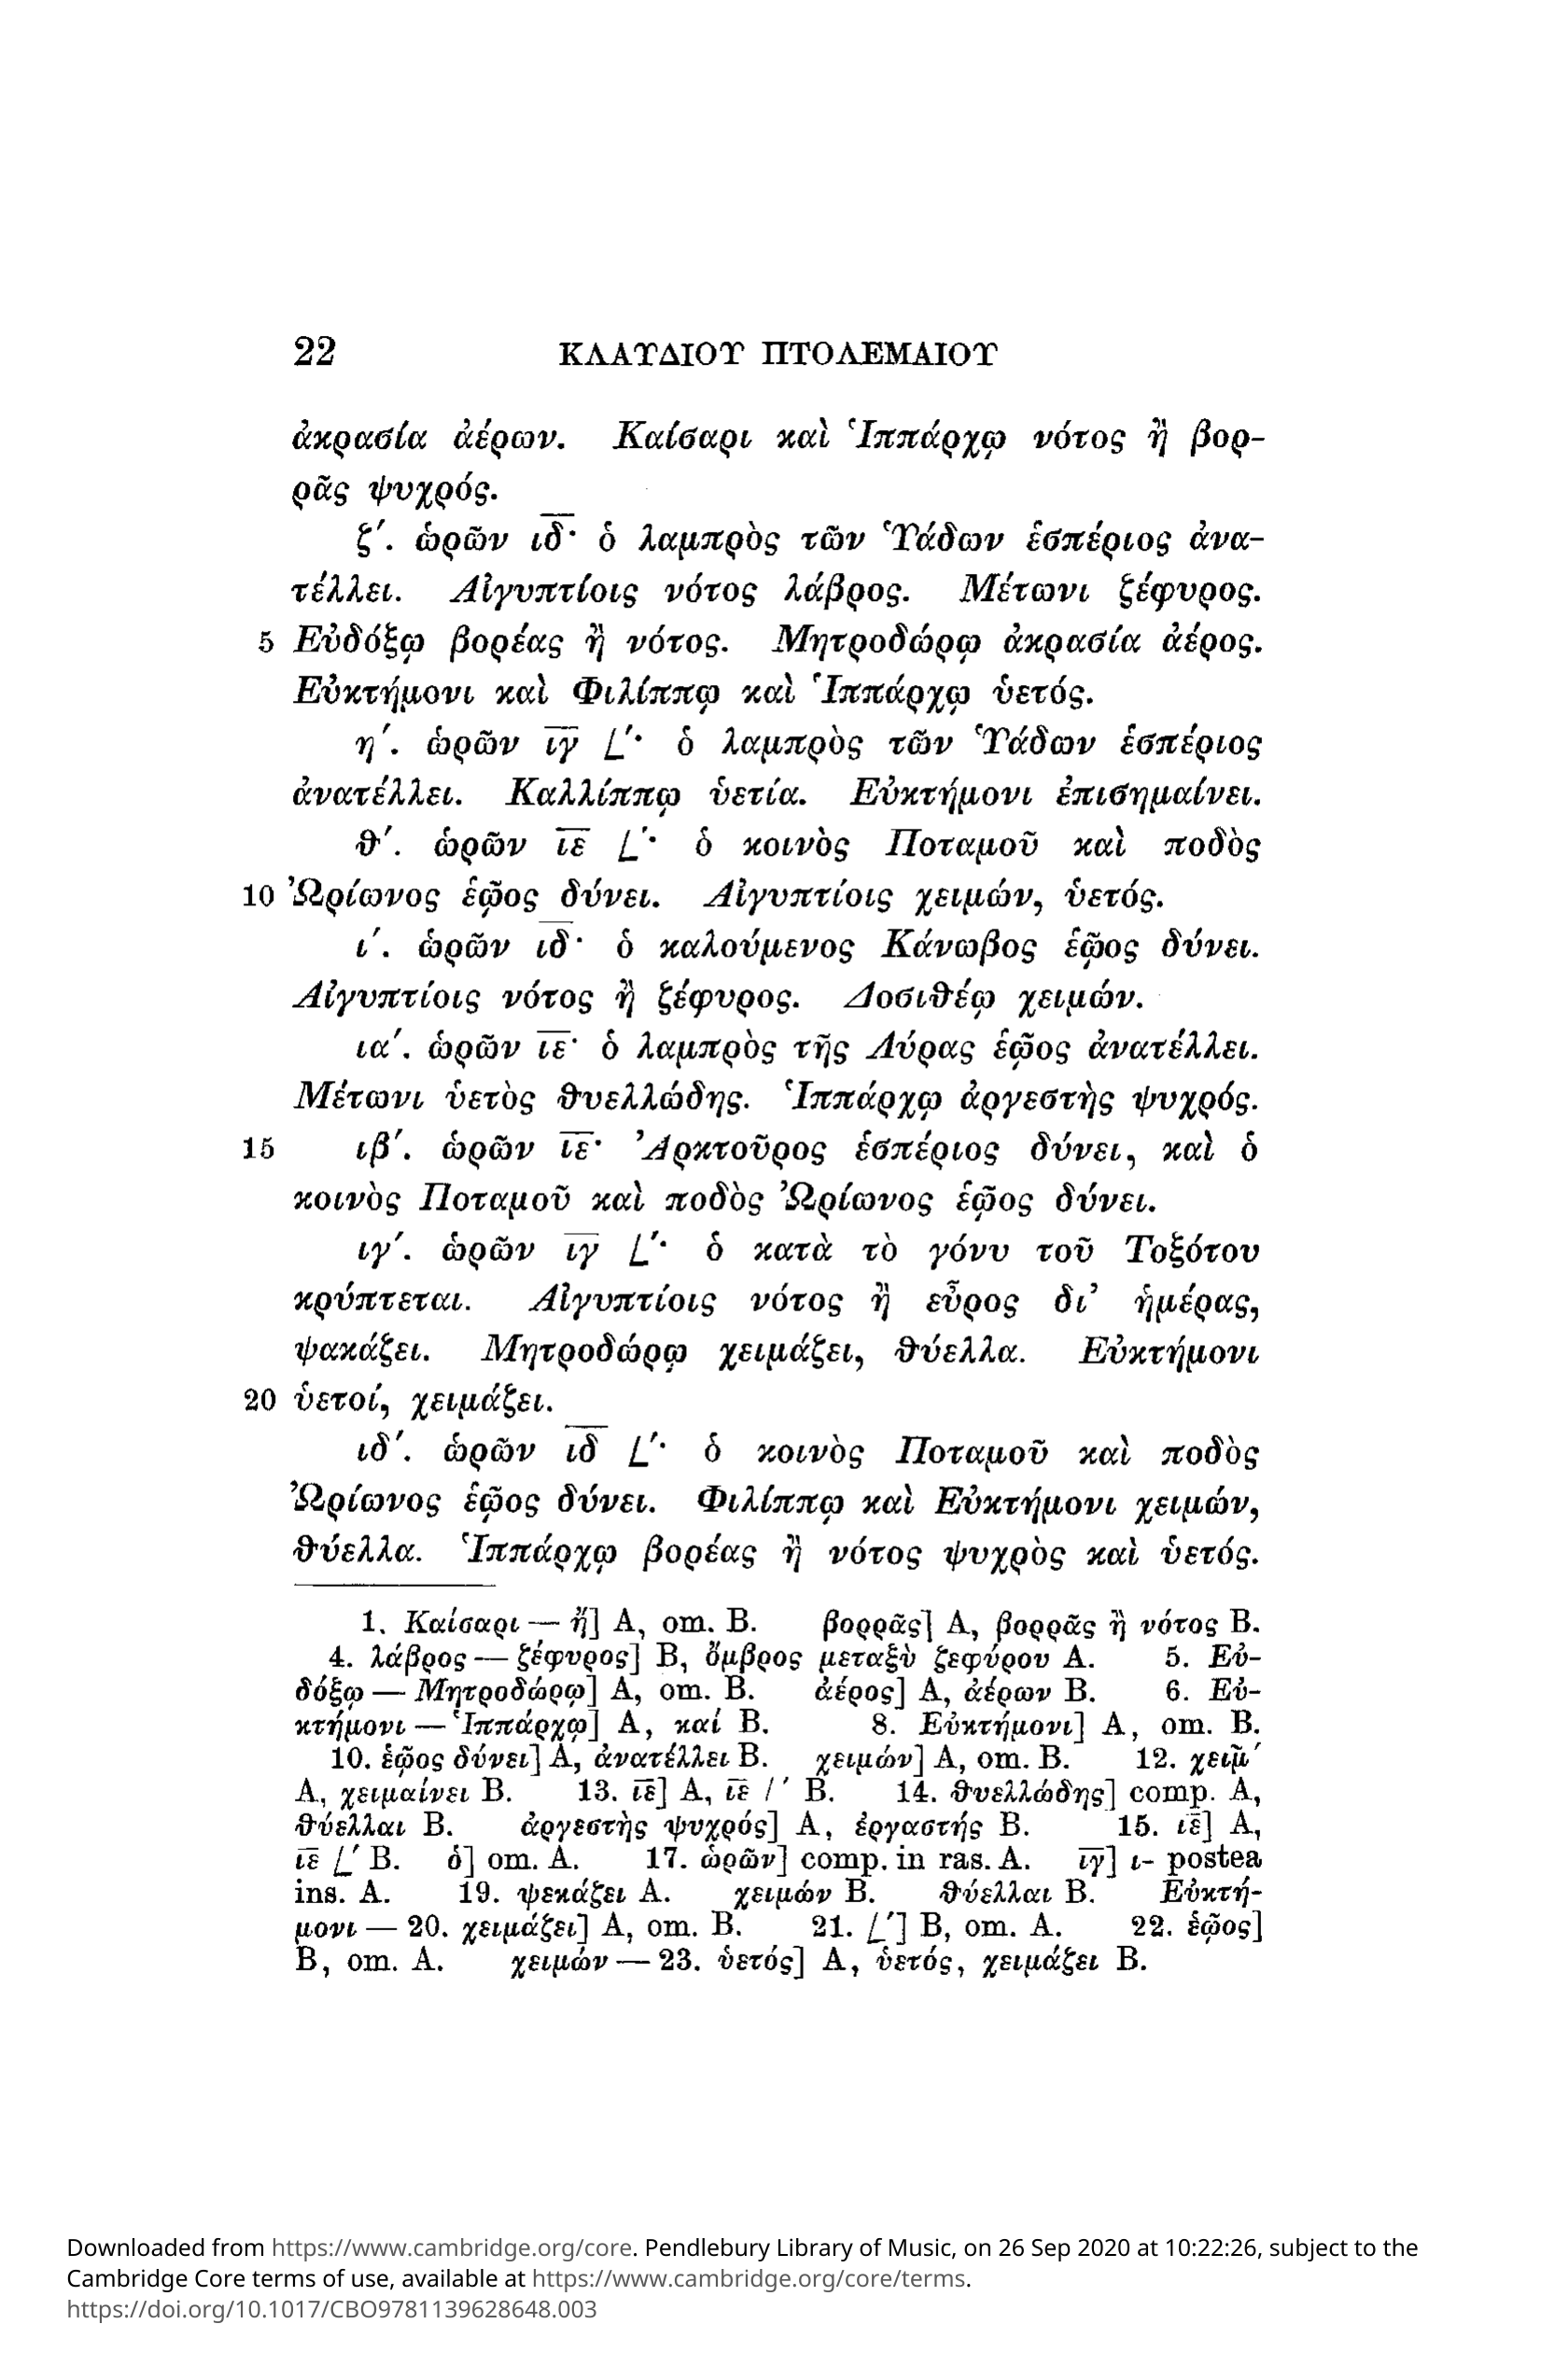 22 ΚΛΑΥΔΙΟΥ ΠΤΟΛΕΜΑΙΟΥ
ἀκρασία ἀέρων. Καίσαρι καὶ Ἱππάρχῳ νότος ἢ βορ-
ρᾶς ψυχρός.
ζʹ. ὡρῶν ι̅δ̅· ὁ λαμπρὸς τῶν Ὑάδων ἑσπέριος ἀνα-
τέλλει. Αἰγυπτίοις νότος λάβρος. Μέτωνι ζέφυρος.
5 Εὐδόξῳ βορέας ἢ νότος. Μητροδώρῳ ἀκρασία ἀέρος.
Εὐκτήμονι καὶ Φιλίππῳ καὶ Ἱππάρχῳ ὑετός.
ηʹ. ὡρῶν ι̅γ̅ 𐅵ʹ· ὁ λαμπρὸς τῶν Ὑάδων ἑσπέριος
ἀνατέλλει. Καλλίππῳ ὑετία. Εὐκτήμονι ἐπισημαίνει.
θʹ. ὡρῶν ι̅ε̅ 𐅵ʹ· ὁ κοινὸς Ποταμοῦ καὶ ποδὸς
10 Ὠρίωνος ἑῷος δύνει. Αἰγυπτίοις χειμών, ὑετός.
ιʹ. ὡρῶν ι̅δ̅· ὁ καλούμενος Κάνωβος ἑῷος δύνει.
Αἰγυπτίοις νότος ἢ ζέφυρος. Δοσιθέῳ χειμών.
ιαʹ. ὡρῶν ι̅ε̅· ὁ λαμπρὸς τῆς Λύρας ἑῷος ἀνατέλλει.
Μέτωνι ὑετὸς θυελλώδης. Ἱππάρχῳ ἀργεστὴς ψυχρός.
15 ιβʹ. ὡρῶν ι̅ε̅· Ἀρκτοῦρος ἑσπέριος δύνει, καὶ ὁ
κοινὸς Ποταμοῦ καὶ ποδὸς Ὠρίωνος ἑῷος δύνει.
ιγʹ. ὡρῶν ι̅γ̅ 𐅵ʹ· ὁ κατὰ τὸ γόνυ τοῦ Τοξότου
κρύπτεται. Αἰγυπτίοις νότος ἢ εὖρος δι᾽ ἡμέρας,
ψακάζει. Μητροδώρῳ χειμάζει, θύελλα. Εὐκτήμονι
20 ὑετοί, χειμάζει.
ιδʹ. ὡρῶν ι̅δ̅ 𐅵ʹ· ὁ κοινὸς Ποταμοῦ καὶ ποδὸς
Ὠρίωνος ἑῷος δύνει. Φιλίππῳ καὶ Εὐκτήμονι χειμών,
θύελλα. Ἱππάρχῳ βορέας ἢ νότος ψυχρὸς καὶ ὑετός.
1. Καίσαρι — ἤ] A, om. B. βορρᾶς] A, βορρᾶς ἢ νότος B.
4. λάβρος — ζέφυρος] B, ὄμβρος μεταξὺ ζεφύρου A. 5. Εὐ-
δόξῳ — Μητροδώρῳ] A, om. B. ἀέρος] A, ἀέρων B. 6. Εὐ-
κτήμονι — Ἱππάρχῳ] A, καί B. 8. Εὐκτήμονι] A, om. B.
10. ἑῷος δύνει] A, ἀνατέλλει B. χειμών] A, om. B. 12. χειμ̃ʹ
A, χειμαίνει B. 13. ι̅ε̅] A, ι̅ε̅ /ʹ B. 14. θυελλώδης] comp. A,
θύελλαι B. ἀργεστὴς ψυχρός] A, ἐργαστής B. 15. ι̅ε̅] A,
ι̅ε̅ 𐅵ʹ B. ὁ] om. A. 17. ὡρῶν] comp. in ras. A. ι̅γ̅] ι- postea
ins. A. 19. ψεκάζει A. χειμών B. θύελλαι B. Εὐκτή-
μονι — 20. χειμάζει] A, om. B. 21. 𐅵ʹ] B, om. A. 22. ἑῷος]
B, om. A. χειμών — 23. ὑετός] A, ὑετός, χειμάζει B.
Downloaded from https://www.cambridge.org/core. Pendlebury Library of Music, on 26 Sep 2020 at 10:22:26, subject to the
Cambridge Core terms of use, available at https://www.cambridge.org/core/terms.
https://doi.org/10.1017/CBO9781139628648.003